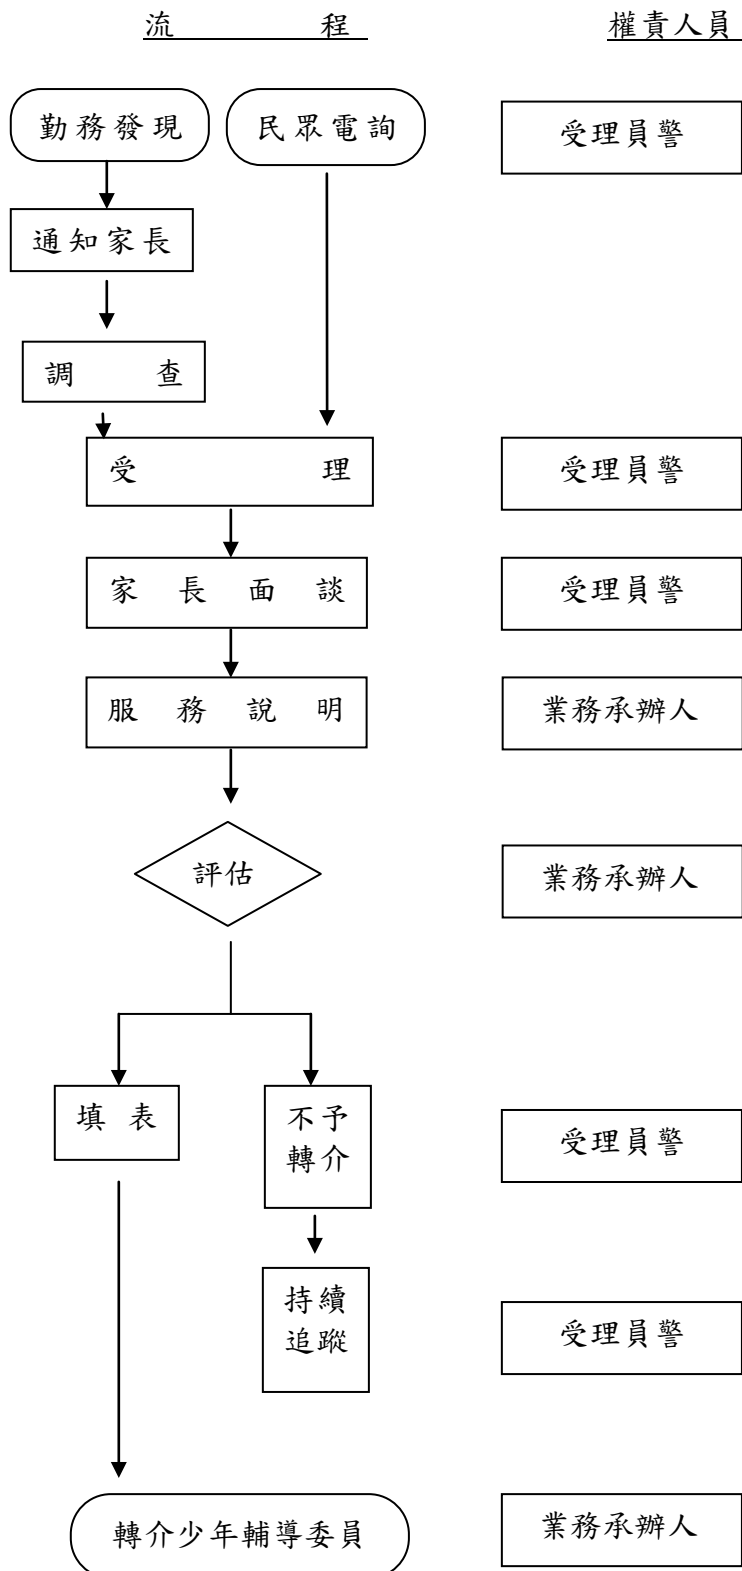 流程 權責人員
勤務發現 民眾電詢 受理員警
通知家長
調查
受理 受理員警
家長面談 受理員警
服務說明 業務承辦人
評估 業務承辦人
填表 不予
轉介 受理員警
持續
追蹤 受理員警
轉介少年輔導委員 業務承辦人